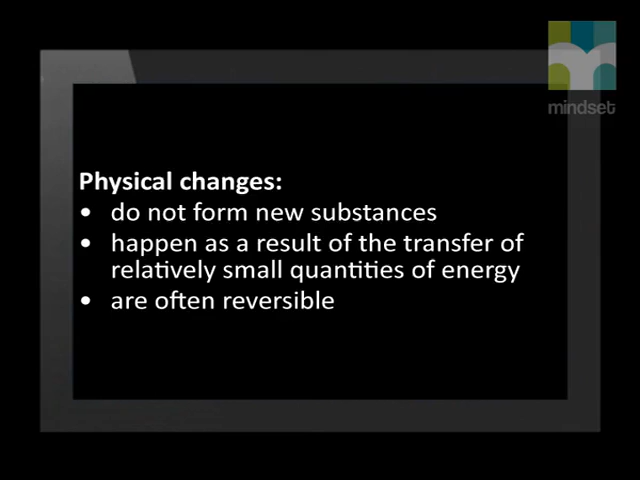 mindset
Physical changes:
• do not form new substances
• happen as a result of the transfer of
relatively small quantities of energy
• are often reversible